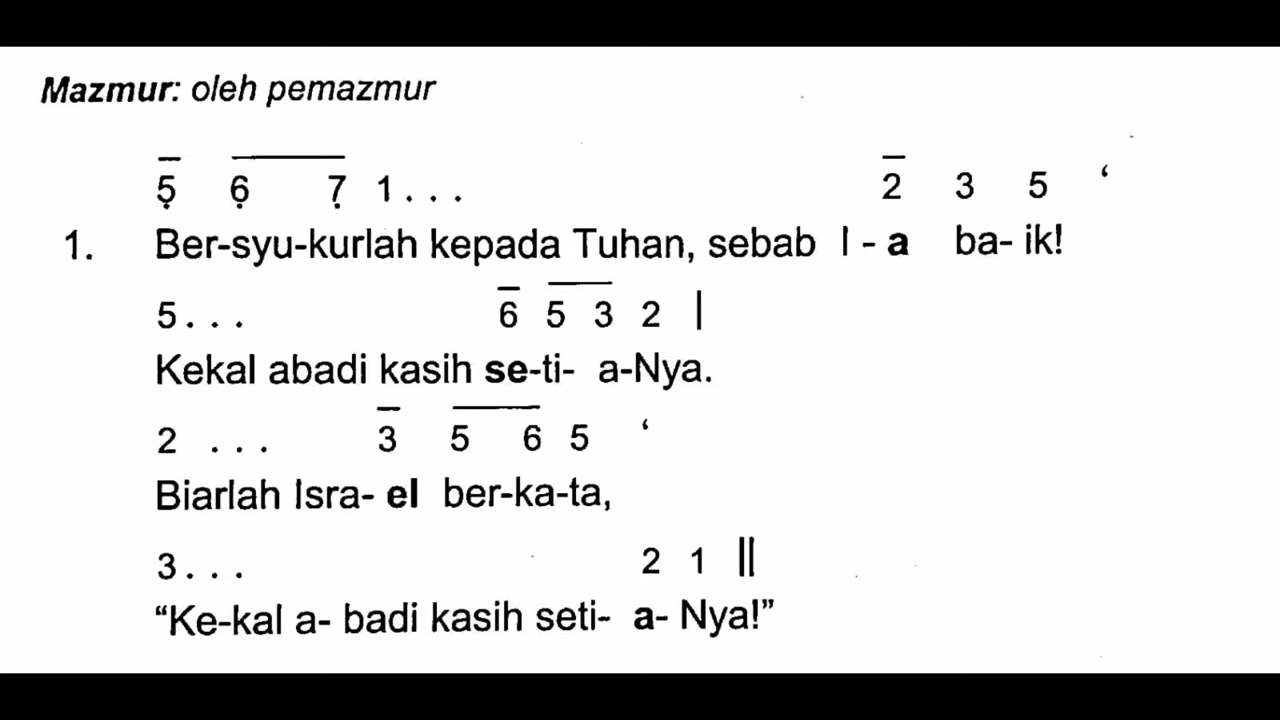 Mazmur: oleh pemazmur
5̣ 6̣ 7̣ 1 . . . 2 3 5 ‘
1. Ber-syu-kurlah kepada Tuhan, sebab I - a ba- ik!
5 . . . 6 5 3 2 |
Kekal abadi kasih se-ti- a-Nya.
2 . . . 3 5 6 5 ‘
Biarlah Isra- el ber-ka-ta,
3 . . . 2 1 ||
“Ke-kal a- badi kasih seti- a- Nya!”